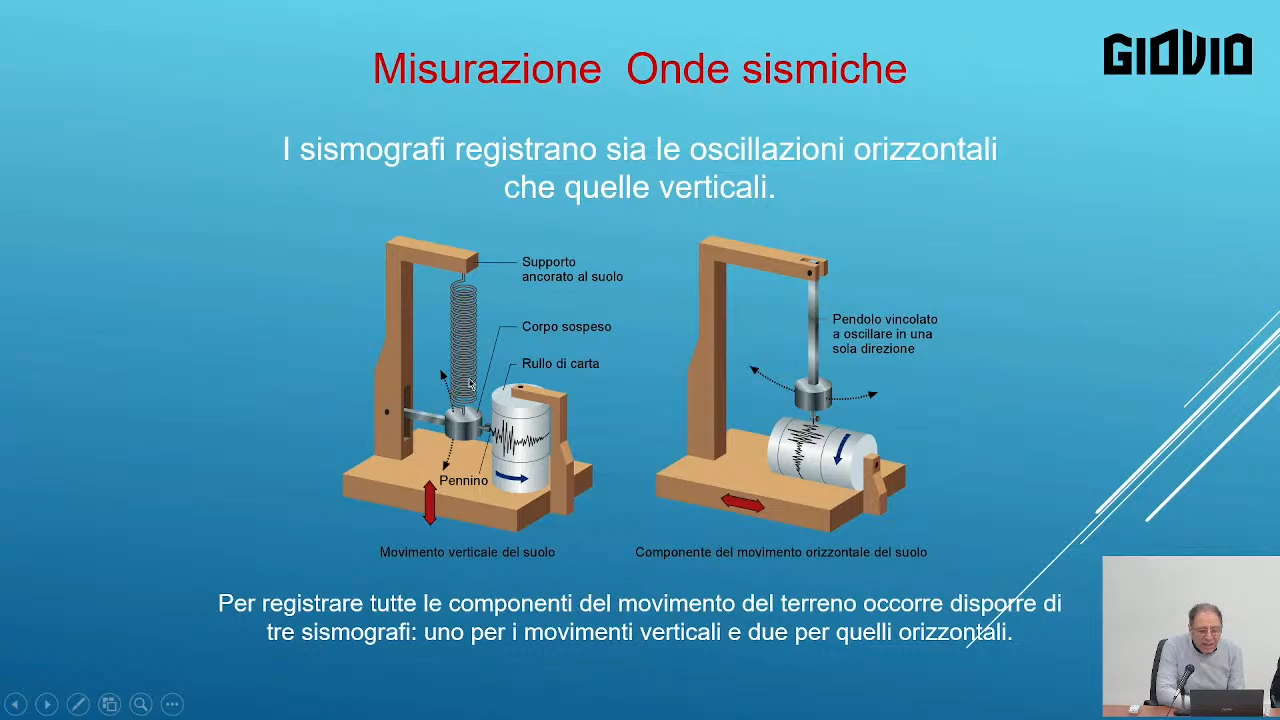 GIOVIO
Misurazione Onde sismiche
I sismografi registrano sia le oscillazioni orizzontali
che quelle verticali.
Supporto
ancorato al suolo
Corpo sospeso
Rullo di carta
Pennino
Movimento verticale del suolo
Pendolo vincolato
a oscillare in una
sola direzione
Componente del movimento orizzontale del suolo
Per registrare tutte le componenti del movimento del terreno occorre disporre di
tre sismografi: uno per i movimenti verticali e due per quelli orizzontali.